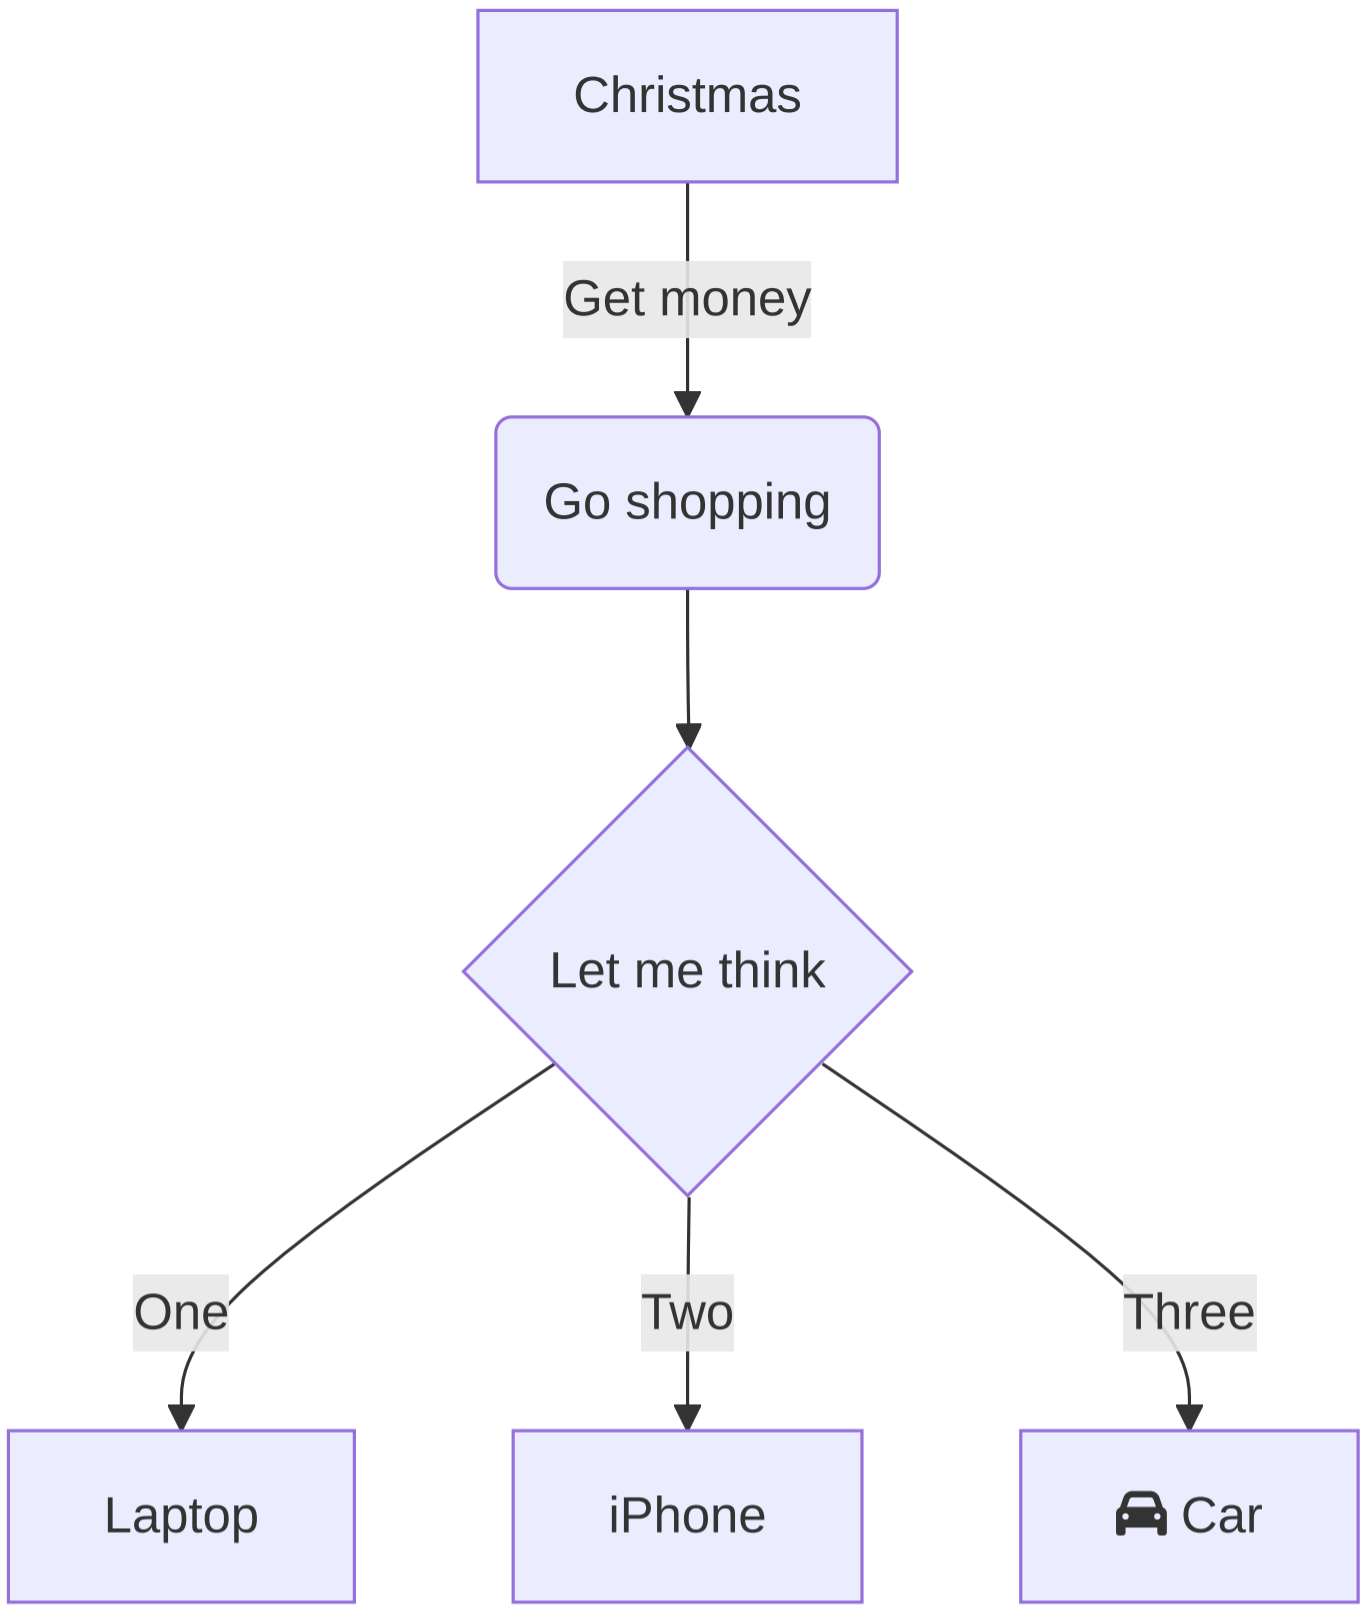 Christmas
Get money
Go shopping
Let me think
One
Two
Three
Laptop
iPhone
Car